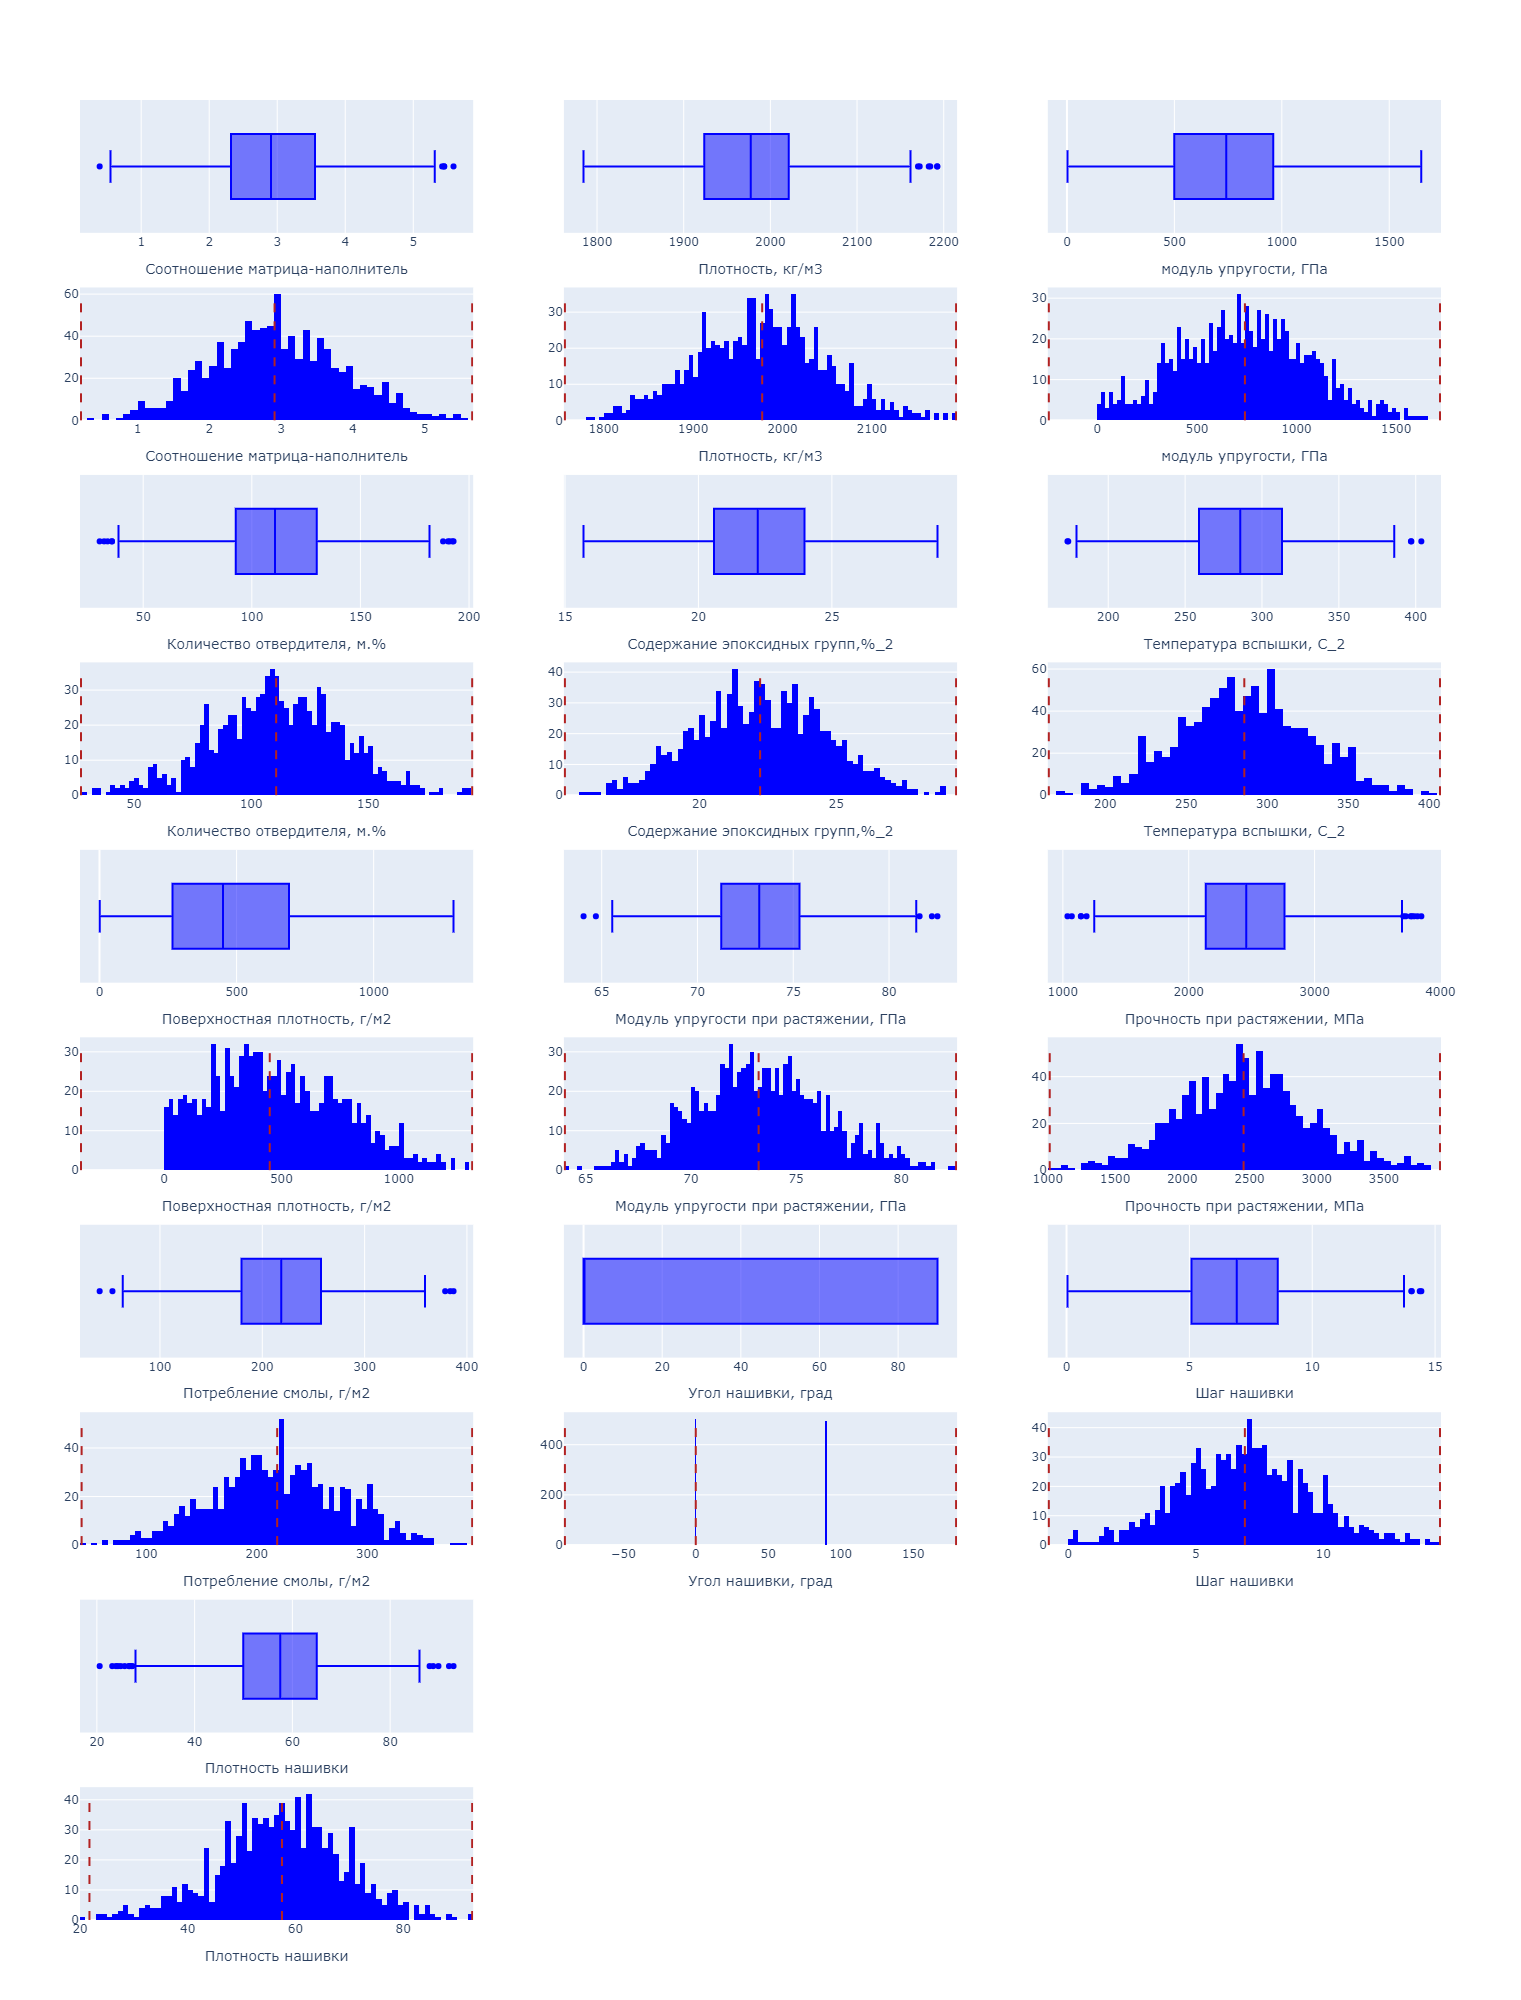 1 2 3 4 5
Соотношение матрица-наполнитель
1800 1900 2000 2100 2200
Плотность, кг/м3
0 500 1000 1500
модуль упругости, ГПа
60
40
20
0
1 2 3 4 5
Соотношение матрица-наполнитель
30
20
10
0
1800 1900 2000 2100
Плотность, кг/м3
30
20
10
0
0 500 1000 1500
модуль упругости, ГПа
50 100 150 200
Количество отвердителя, м.%
15 20 25
Содержание эпоксидных групп,%_2
200 250 300 350 400
Температура вспышки, С_2
30
20
10
0
50 100 150
Количество отвердителя, м.%
40
30
20
10
0
20 25
Содержание эпоксидных групп,%_2
60
40
20
0
200 250 300 350 400
Температура вспышки, С_2
0 500 1000
Поверхностная плотность, г/м2
65 70 75 80
Модуль упругости при растяжении, ГПа
1000 2000 3000 4000
Прочность при растяжении, МПа
30
20
10
0
0 500 1000
Поверхностная плотность, г/м2
30
20
10
0
65 70 75 80
Модуль упругости при растяжении, ГПа
40
20
0
1000 1500 2000 2500 3000 3500
Прочность при растяжении, МПа
100 200 300 400
Потребление смолы, г/м2
0 20 40 60 80
Угол нашивки, град
0 5 10 15
Шаг нашивки
40
20
0
100 200 300
Потребление смолы, г/м2
400
200
0
−50 0 50 100 150
Угол нашивки, град
40
30
20
10
0
0 5 10
Шаг нашивки
20 40 60 80
Плотность нашивки
40
30
20
10
0
20 40 60 80
Плотность нашивки